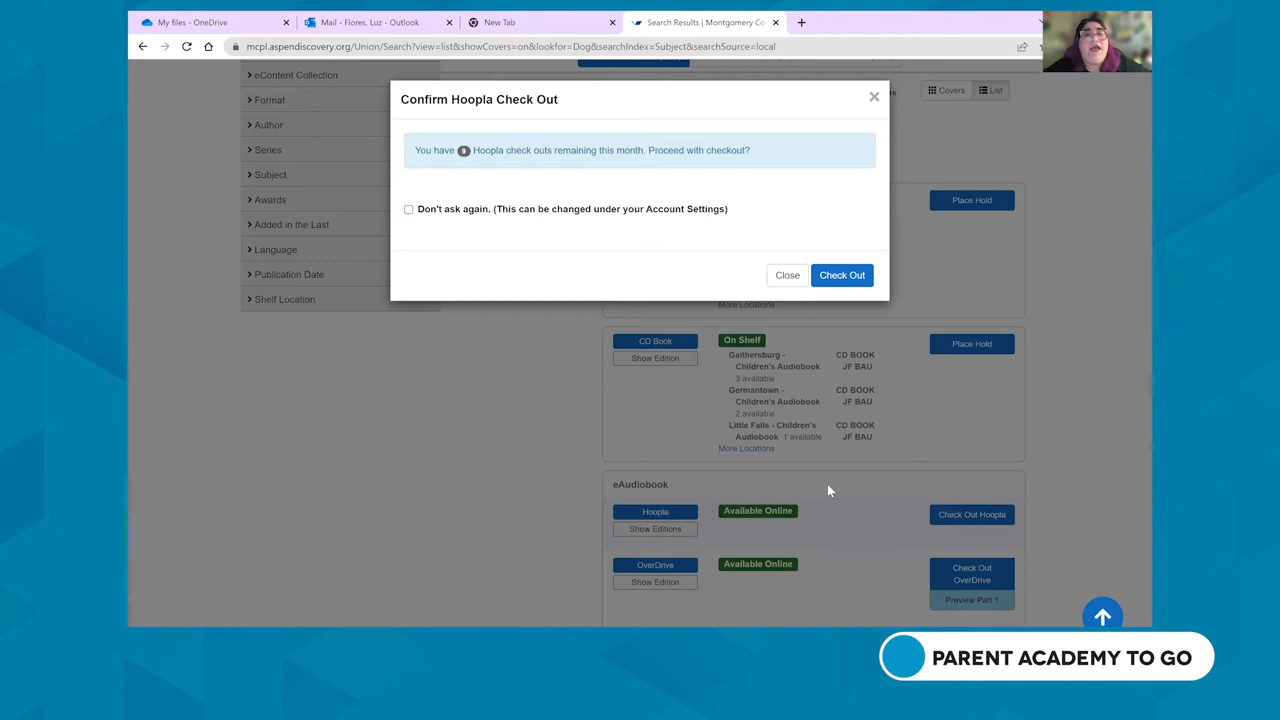 My files - OneDrive
Mail - Flores, Luz - Outlook
New Tab
Search Results | Montgomery Co
mcpl.aspendiscovery.org/Union/Search?view=list&showCovers=on&lookfor=Dog&searchIndex=Subject&searchSource=local
eContent Collection
Format
Author
Series
Subject
Awards
Added in the Last
Language
Publication Date
Shelf Location
Covers
List
Confirm Hoopla Check Out
You have 9 Hoopla check outs remaining this month. Proceed with checkout?
Don't ask again. (This can be changed under your Account Settings)
Close
Check Out
Place Hold
More Locations
CD Book
Show Edition
On Shelf
Gaithersburg - CD BOOK
Children's Audiobook JF BAU
3 available
Germantown - CD BOOK
Children's Audiobook JF BAU
2 available
Little Falls - Children's CD BOOK
Audiobook 1 available JF BAU
More Locations
Place Hold
eAudiobook
Hoopla
Show Editions
Available Online
Check Out Hoopla
OverDrive
Show Edition
Available Online
Check Out
OverDrive
Preview Part 1
PARENT ACADEMY TO GO